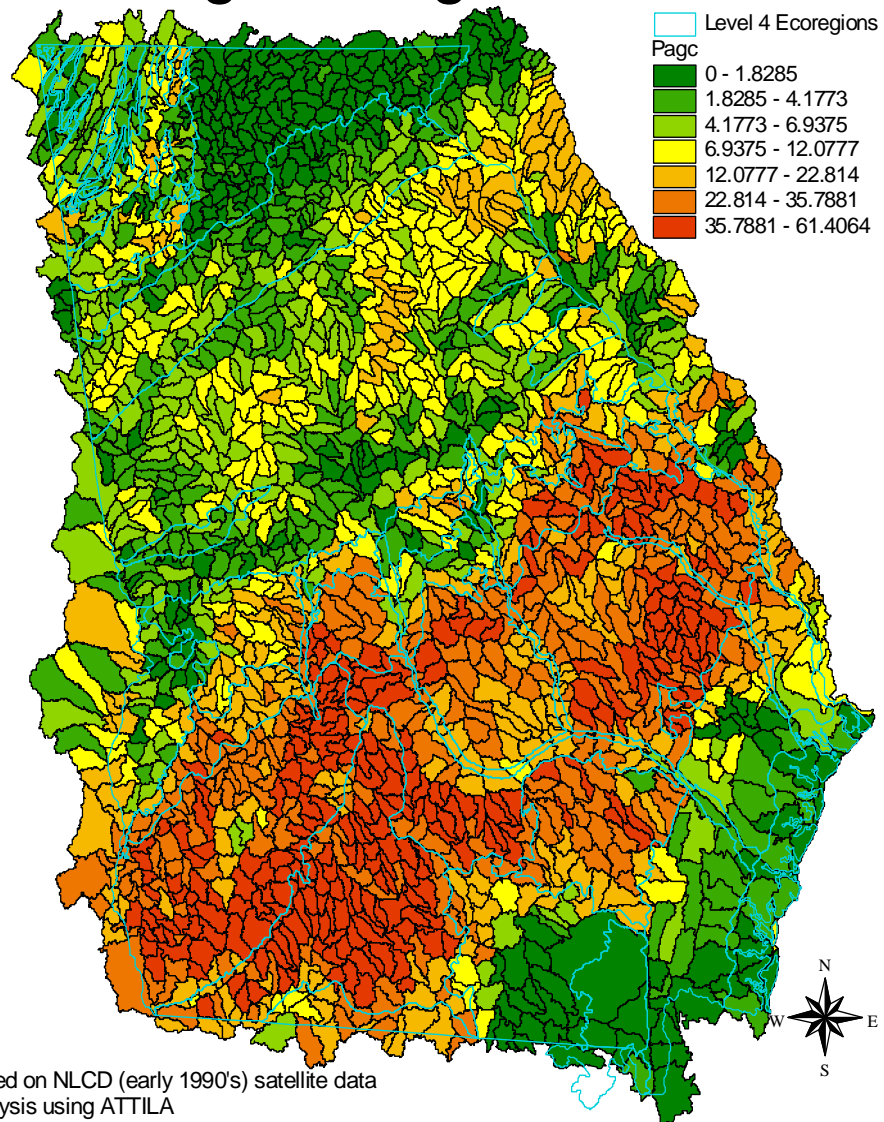 Level 4 Ecoregions
Pagc
0 - 1.8285
1.8285 - 4.1773
4.1773 - 6.9375
6.9375 - 12.0777
12.0777 - 22.814
22.814 - 35.7881
35.7881 - 61.4064
N
W E
S
ed on NLCD (early 1990's) satellite data
ysis using ATTILA